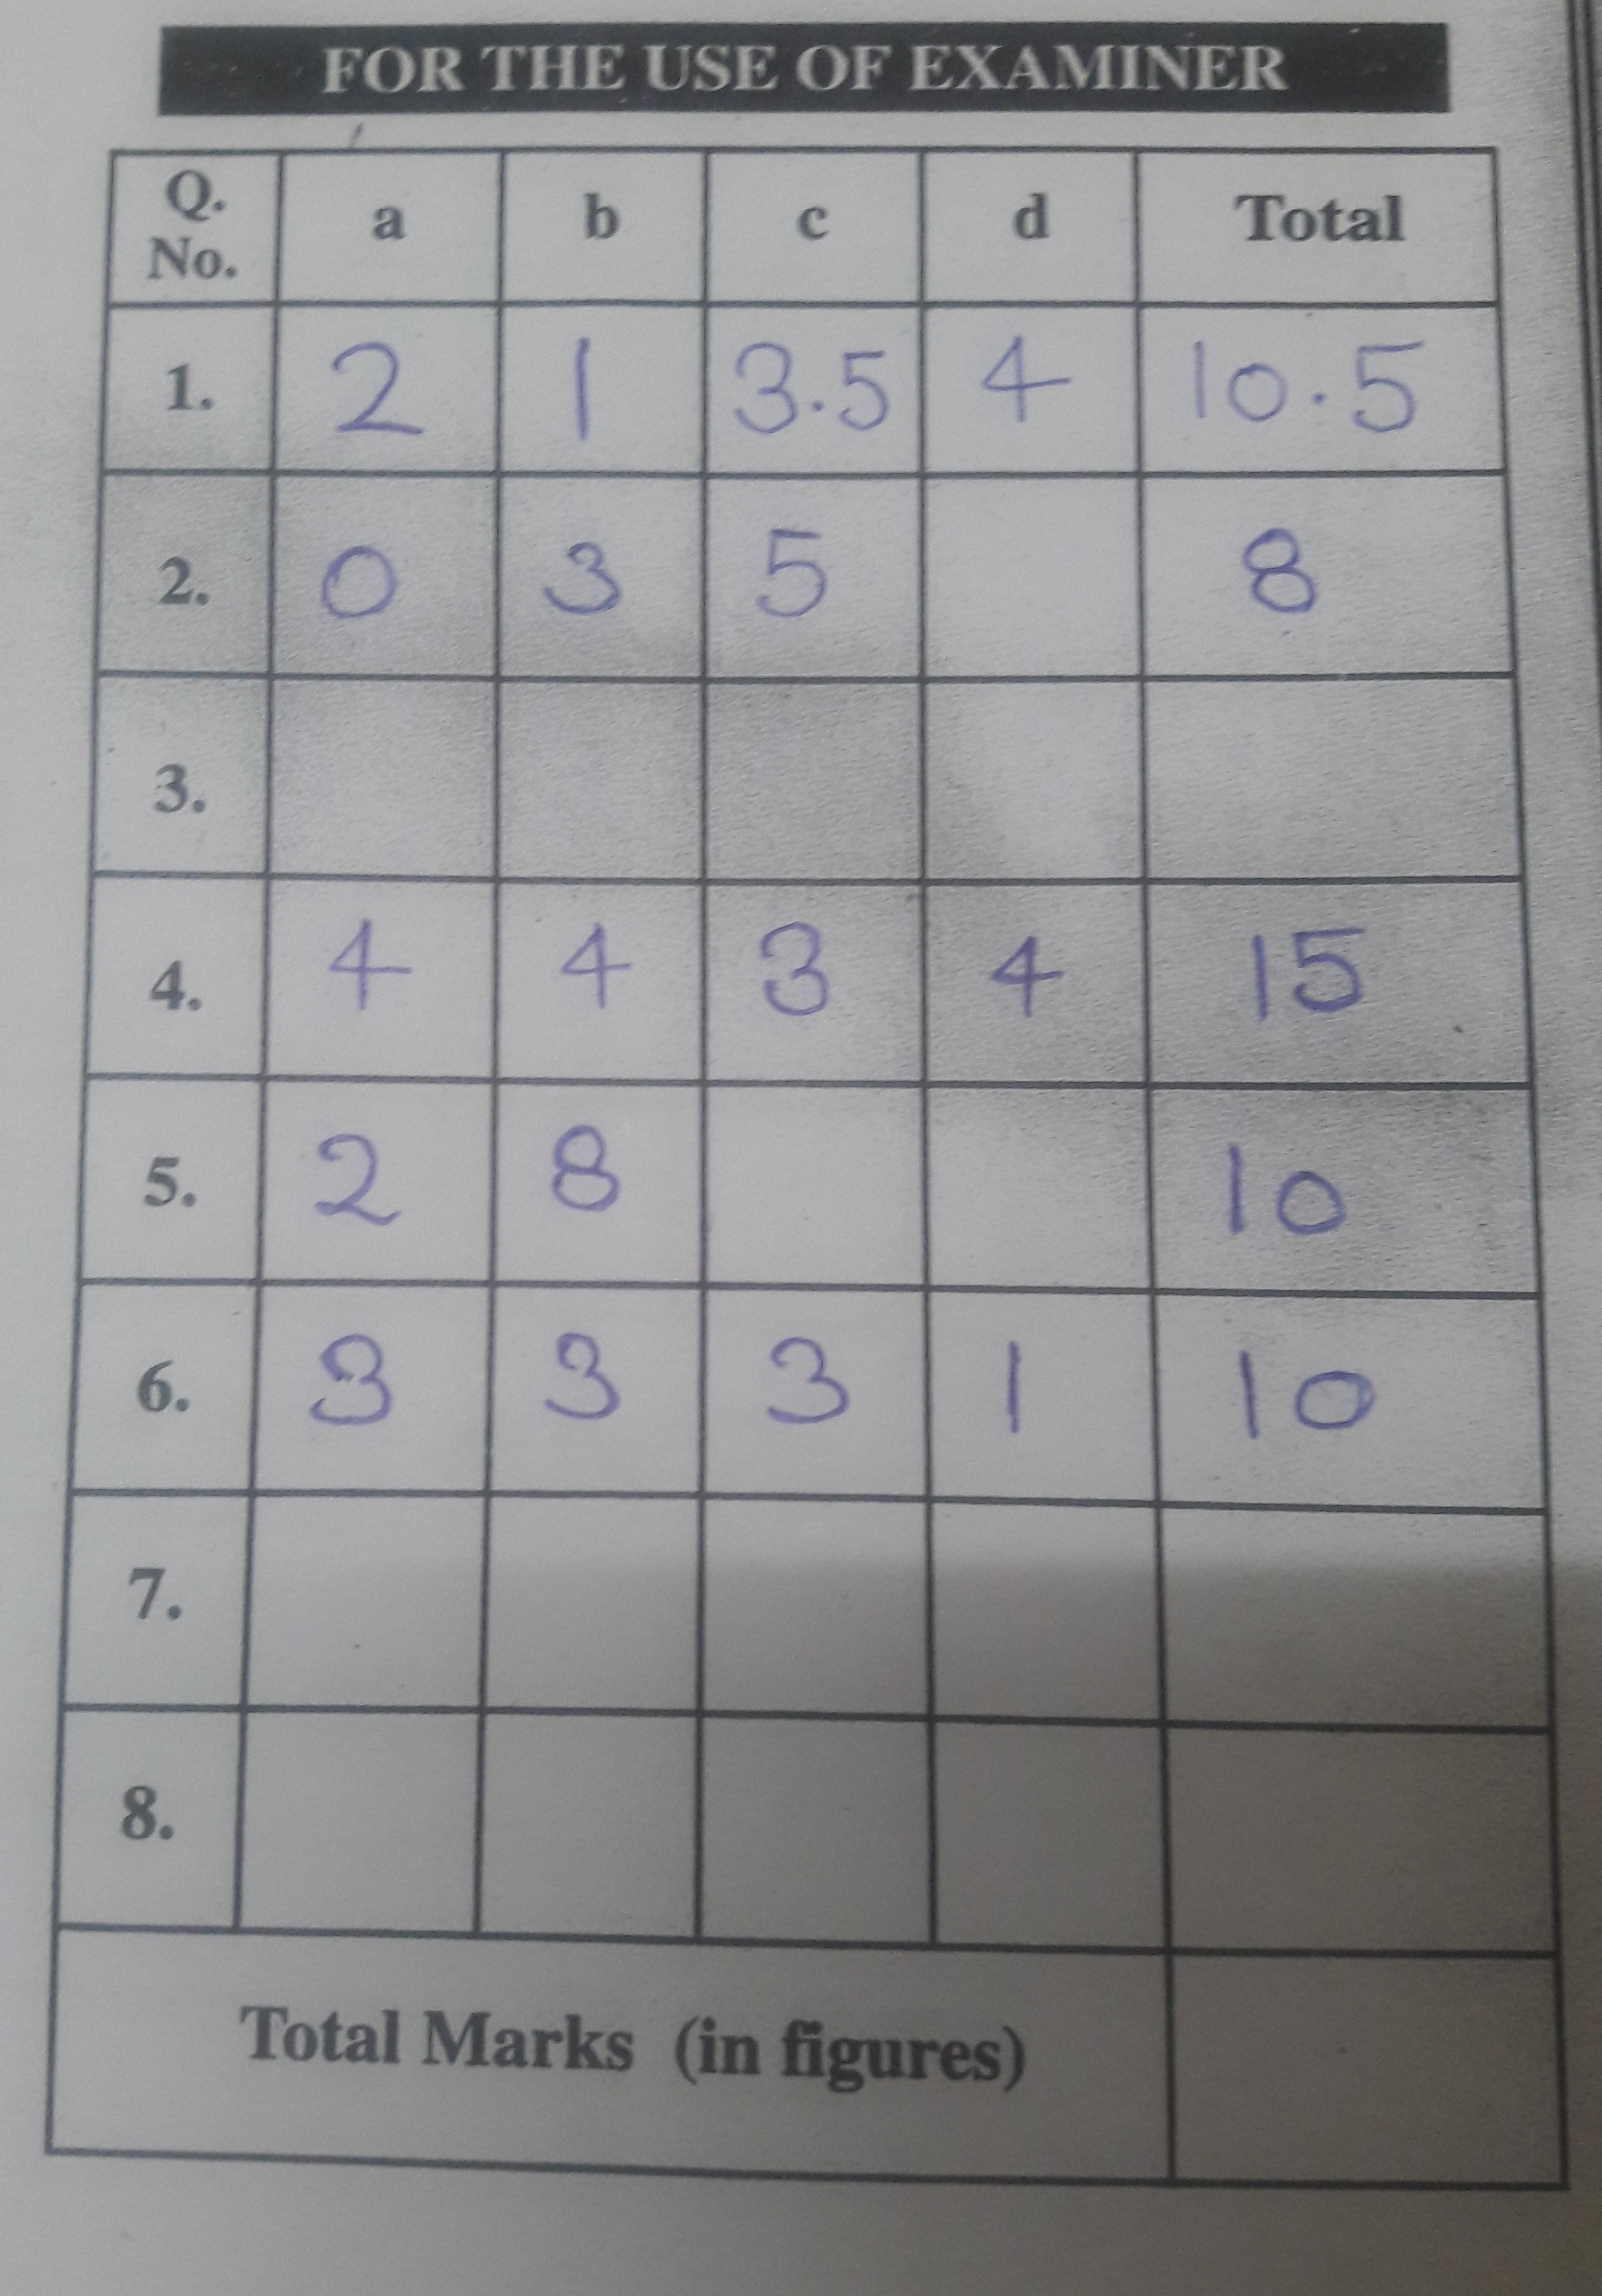 FOR THE USE OF EXAMINER
Q. No. a b c d Total
1. 2 1 3.5 4 10.5
2. 0 3 5 8
3.
4. 4 4 3 4 15
5. 2 8 10
6. 3 3 3 1 10
7.
8.
Total Marks (in figures)